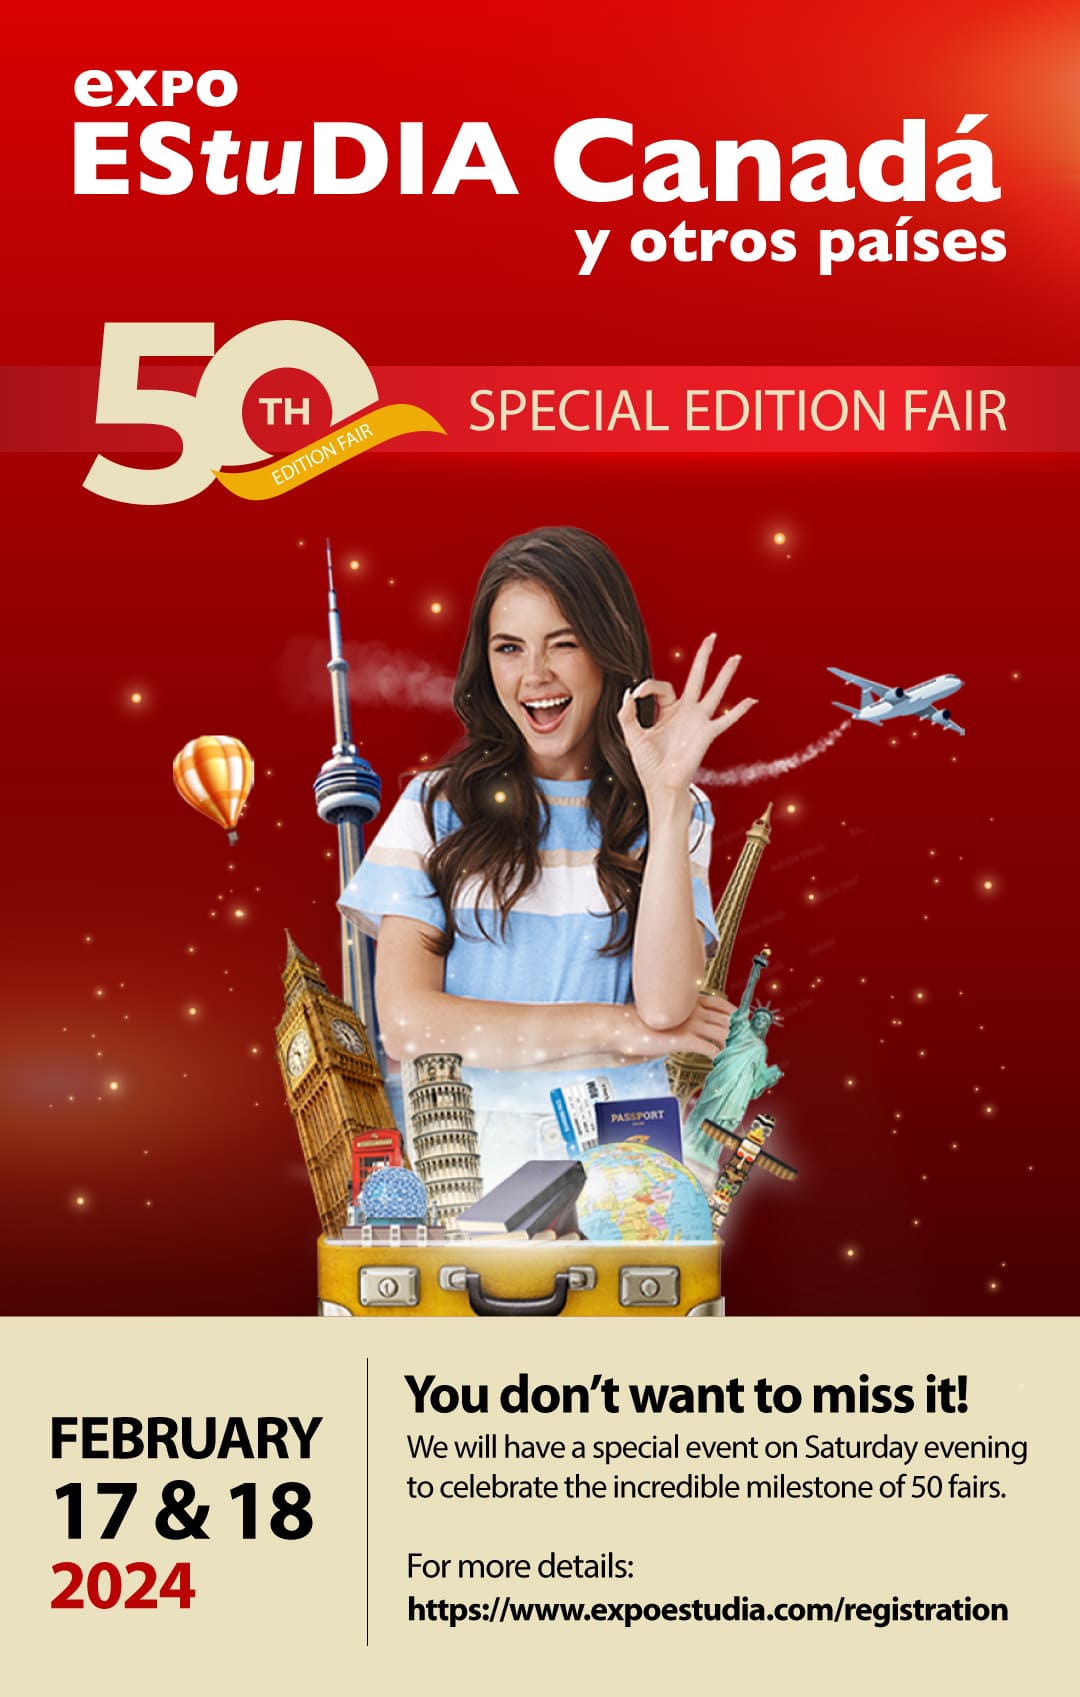 expo
EStuDIA Canadá
y otros países
50
TH
EDITION FAIR
SPECIAL EDITION FAIR
PASSPORT
FEBRUARY
17 & 18
2024
You don't want to miss it!
We will have a special event on Saturday evening
to celebrate the incredible milestone of 50 fairs.
For more details:
https://www.expoestudia.com/registration